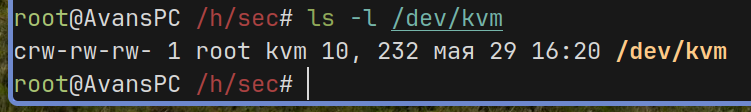 root@AvansPC /h/sec# ls -l /dev/kvm
crw-rw-rw- 1 root kvm 10, 232 мая 29 16:20 /dev/kvm
root@AvansPC /h/sec#